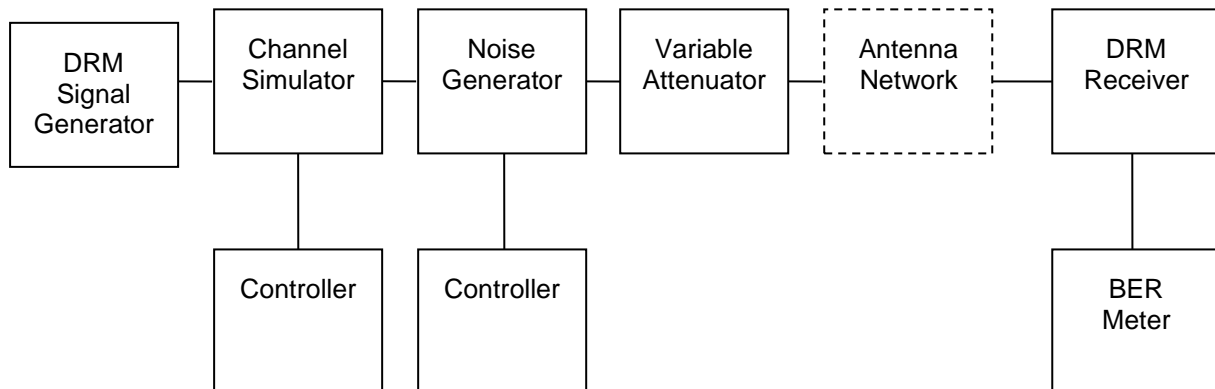 DRM
Signal
Generator
Channel
Simulator
Noise
Generator
Variable
Attenuator
Antenna
Network
DRM
Receiver
Controller
Controller
BER
Meter